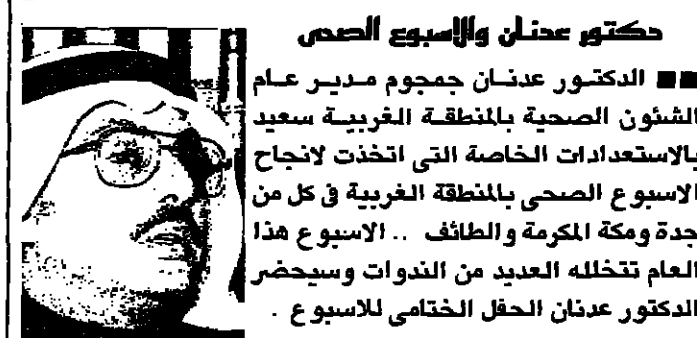 دكتور عدنان والاسبوع الصحى
■■ الدكتور عدنان جمجوم مدير عام
الشئون الصحية بالمنطقة الغربية سعيد
بالاستعدادات الخاصة التى اتخذت لانجاح
الاسبوع الصحى بالمنطقة الغربية فى كل من
جدة ومكة المكرمة والطائف .. الاسبوع هذا
العام تتخلله العديد من الندوات وسيحضر
الدكتور عدنان الحفل الختامى للاسبوع .